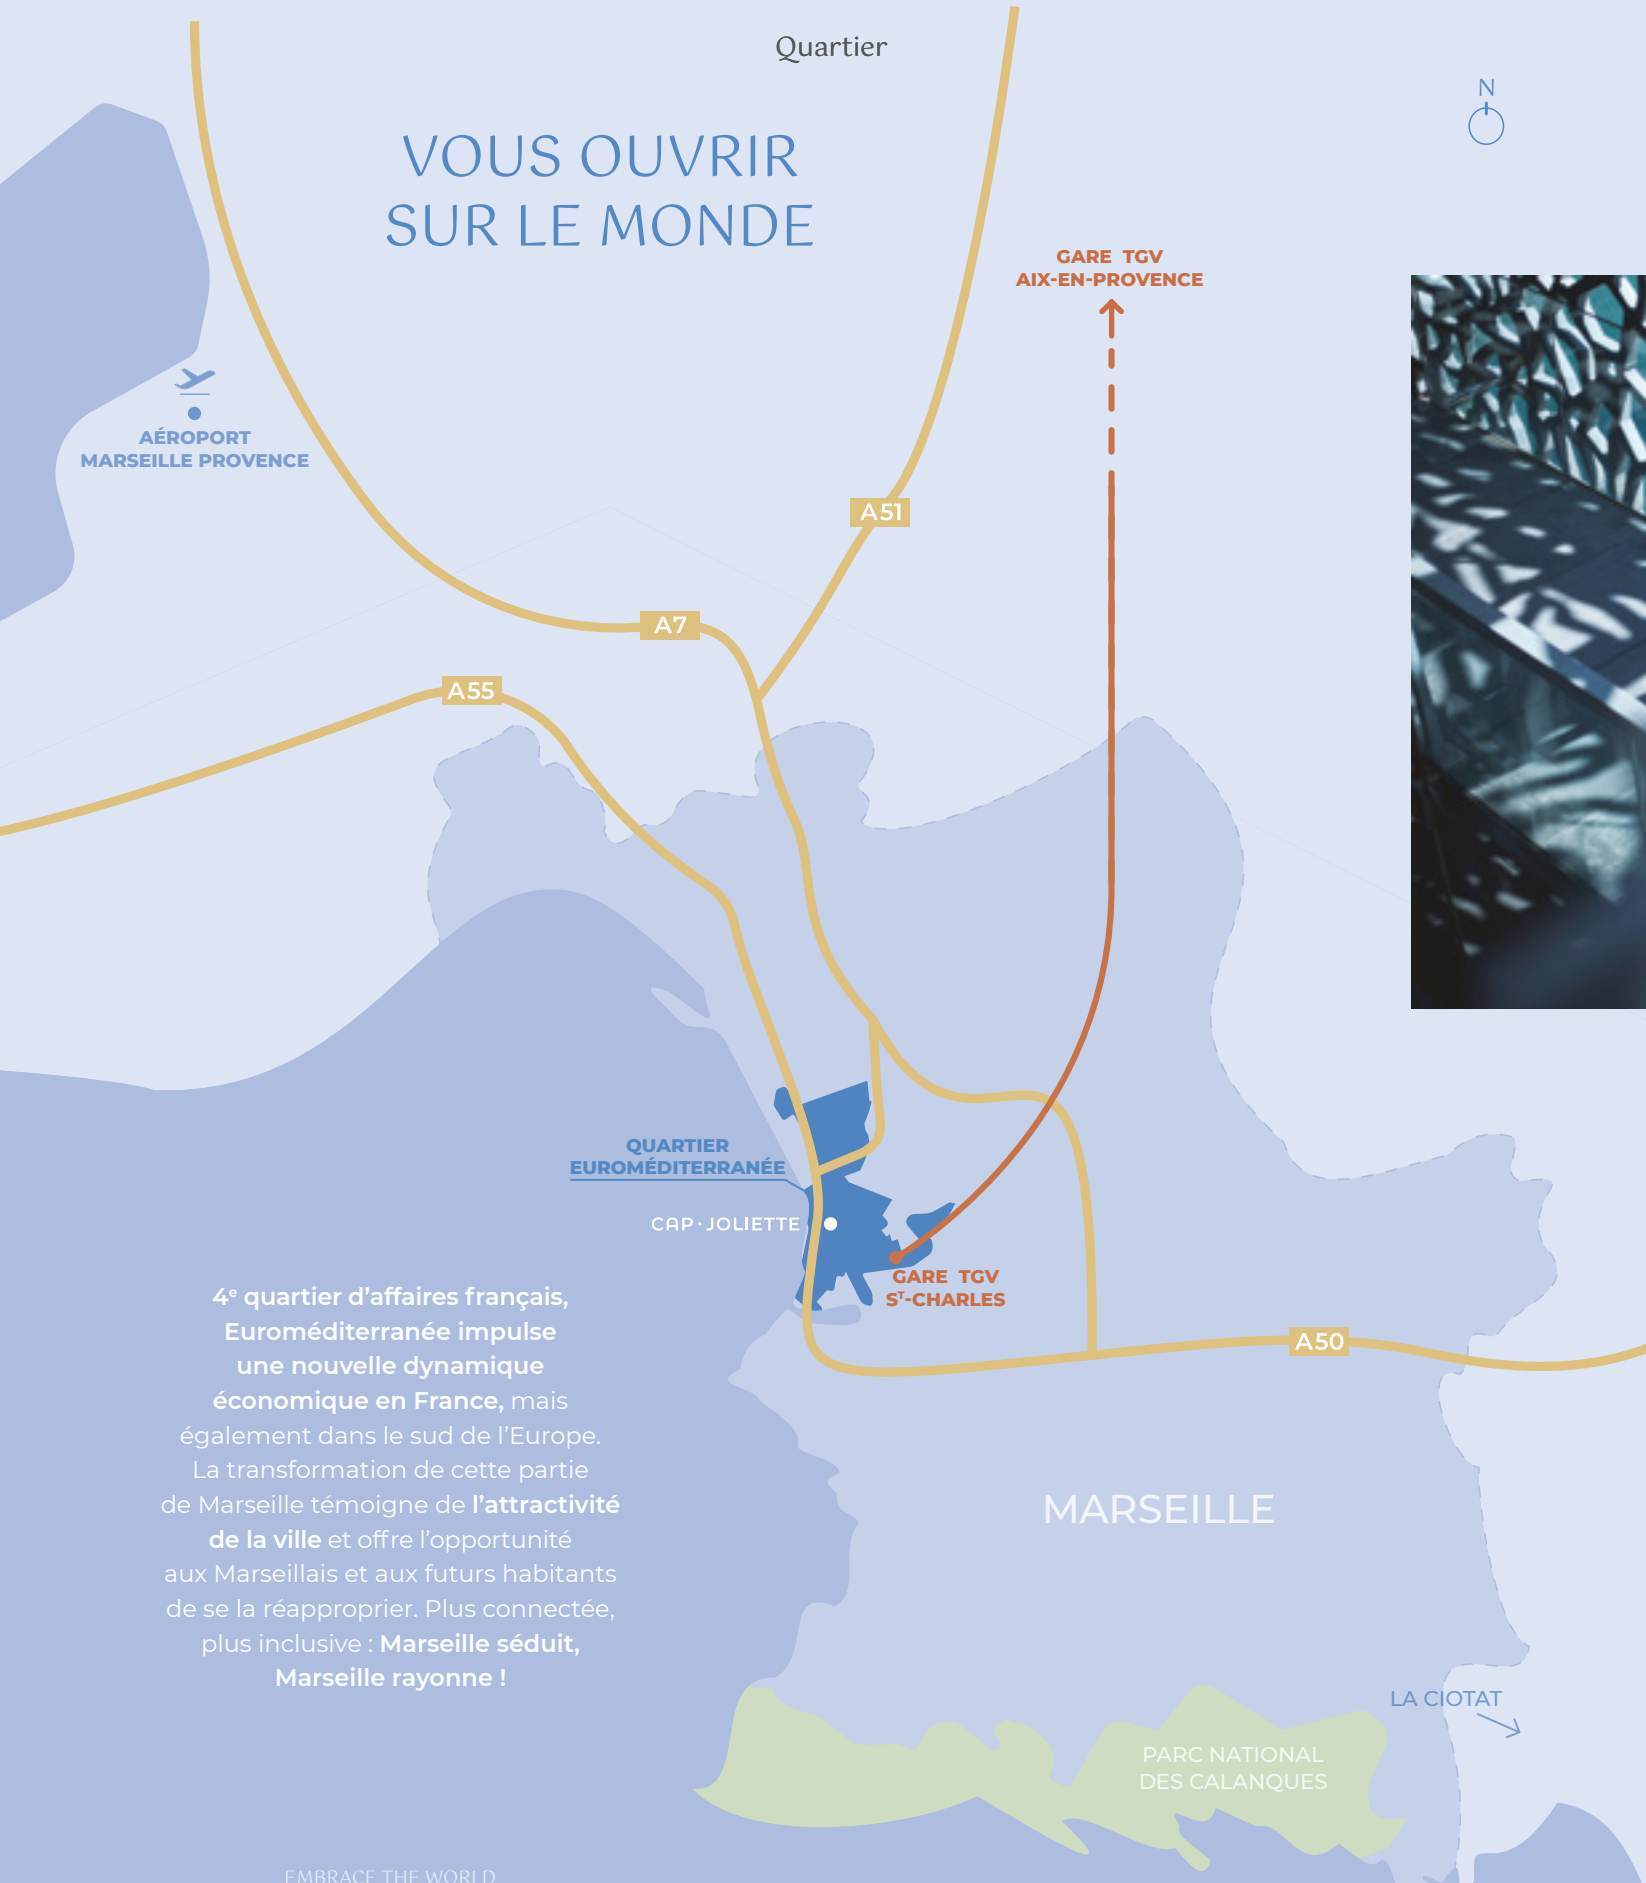 Quartier
N
VOUS OUVRIR
SUR LE MONDE
GARE TGV
AIX-EN-PROVENCE
AÉROPORT
MARSEILLE PROVENCE
A51
A7
A55
QUARTIER
EUROMÉDITERRANÉE
CAP·JOLIETTE
GARE TGV
Sᵀ-CHARLES
A50
4ᵉ quartier d’affaires français,
Euroméditerranée impulse
une nouvelle dynamique
économique en France, mais
également dans le sud de l’Europe.
La transformation de cette partie
de Marseille témoigne de l’attractivité
de la ville et offre l’opportunité
aux Marseillais et aux futurs habitants
de se la réapproprier. Plus connectée,
plus inclusive : Marseille séduit,
Marseille rayonne !
MARSEILLE
LA CIOTAT
PARC NATIONAL
DES CALANQUES
EMBRACE THE WORLD